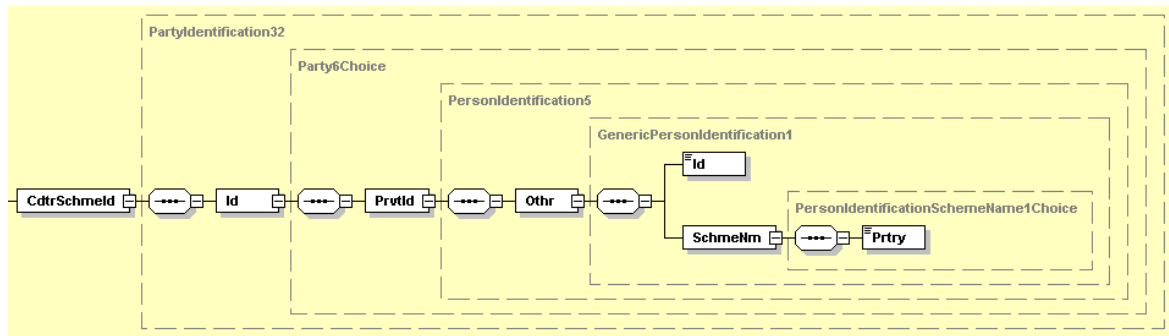 PartyIdentification32
Party6Choice
PersonIdentification5
GenericPersonIdentification1
Id
CdtrSchmeId
Id
PrvtId
Othr
PersonIdentificationSchemeName1Choice
SchmeNm
Prtry